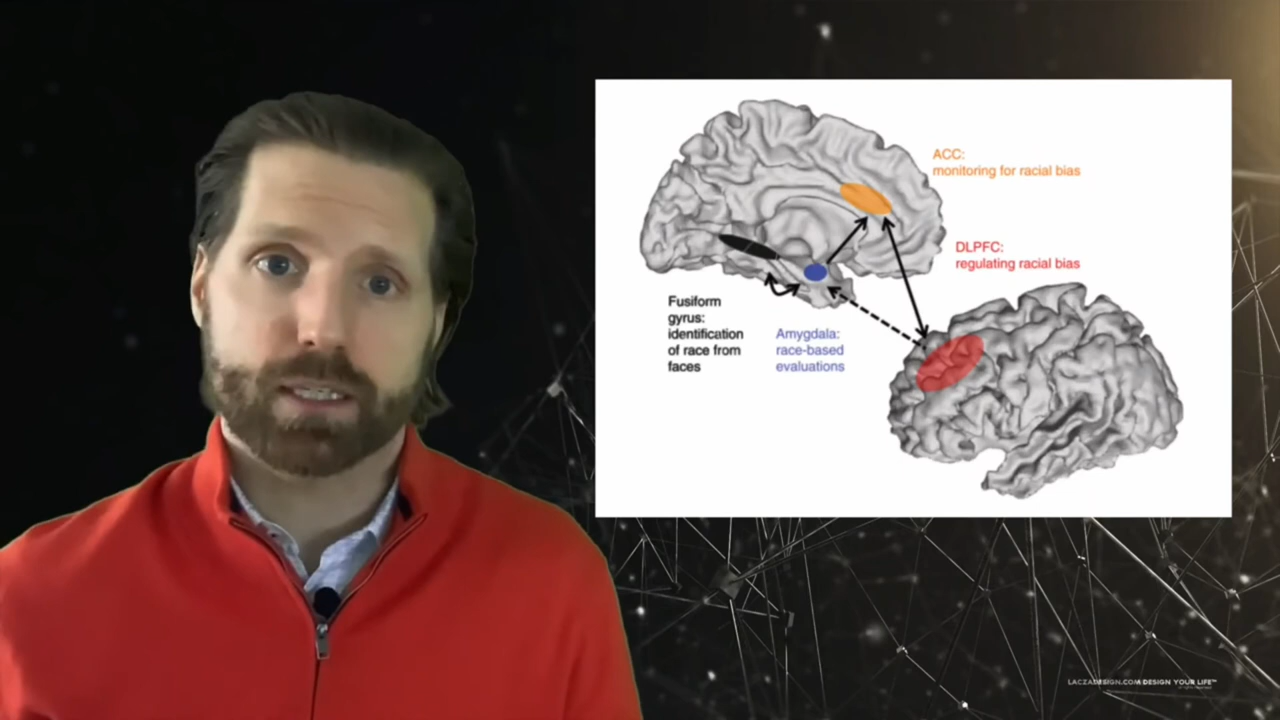 ACC:
monitoring for racial bias
DLPFC:
regulating racial bias
Fusiform
gyrus:
identification
of race from
faces
Amygdala:
race-based
evaluations
DESIGN YOUR LIFE™